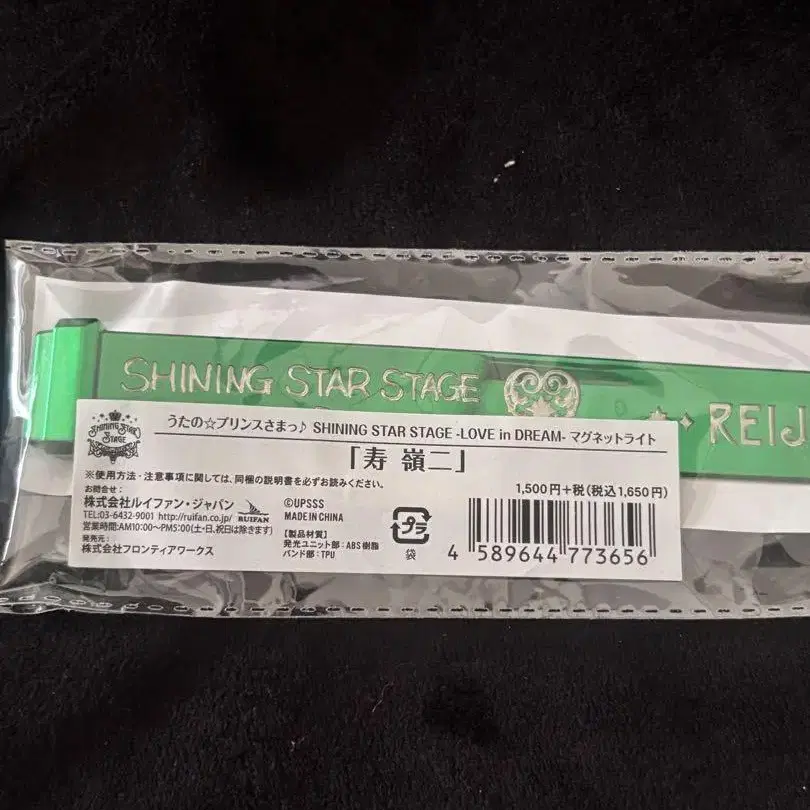 SHINING STAR STAGE
REIJ
SHINING STAR
STAGE
うたの☆プリンスさまっ♪ SHINING STAR STAGE -LOVE in DREAM- マグネットライト
「寿 嶺二」
※使用方法・注意事項に関しては、同梱の説明書を必ずお読みください。
1,500円+税(税込1,650円)
お問合せ:
株式会社ルイファン・ジャパン
TEL:03-6432-9001 http://ruifan.co.jp/ RUIFAN
営業時間:AM10:00~PM5:00(土・日、祝日は除きます)
発売元:
株式会社フロンティアワークス
©UPSSS
MADE IN CHINA
【製品材質】
発光ユニット部:ABS樹脂
バンド部:TPU
プラ
袋
4 589644 773656